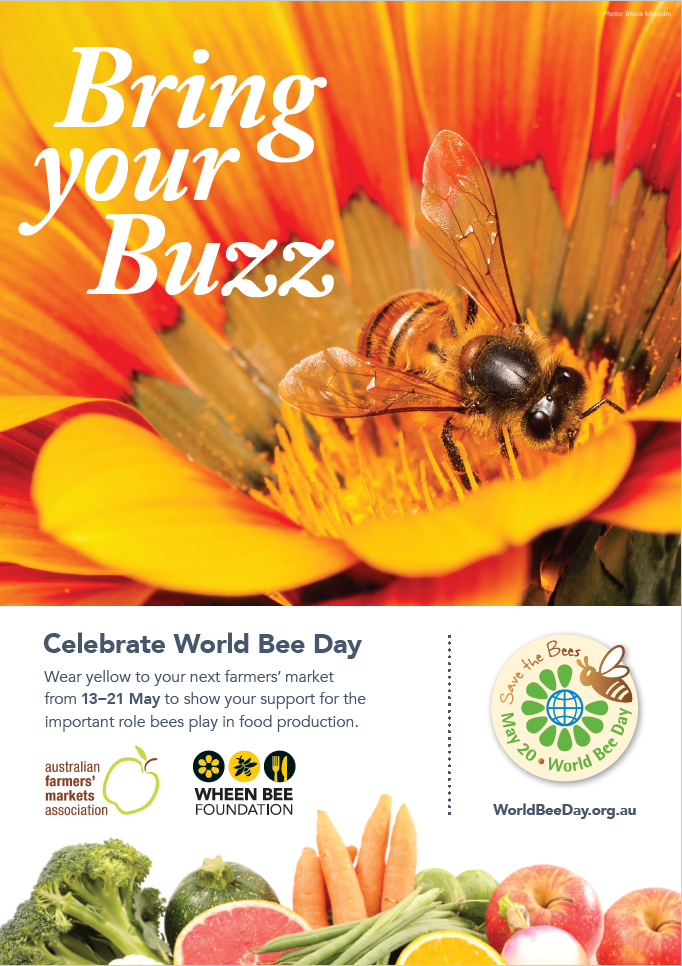 Photo: Bruce Malcolm
Bring
your
Buzz
Celebrate World Bee Day
Wear yellow to your next farmers’ market
from 13–21 May to show your support for the
important role bees play in food production.
australian
farmers’
markets
association
WHEEN BEE
FOUNDATION
Save the Bees
May 20 • World Bee Day
WorldBeeDay.org.au